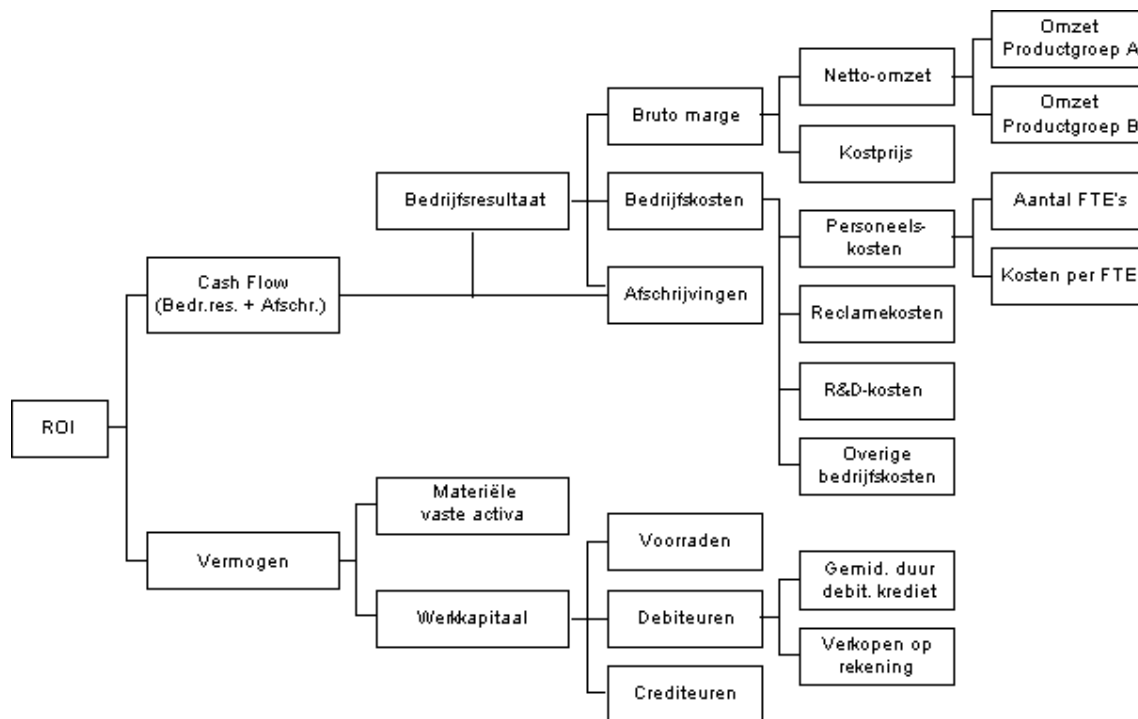 Omzet
Productgroep A
Netto-omzet
Omzet
Productgroep B
Bruto marge
Kostprijs
Bedrijfsresultaat
Bedrijfskosten
Aantal FTE's
Personeels-
kosten
Kosten per FTE
Cash Flow
(Bedr.res. + Afschr.)
Afschrijvingen
Reclamekosten
R&D-kosten
ROI
Overige
bedrijfskosten
Materiële
vaste activa
Voorraden
Vermogen
Gemid. duur
debit. krediet
Werkkapitaal
Debiteuren
Verkopen op
rekening
Crediteuren